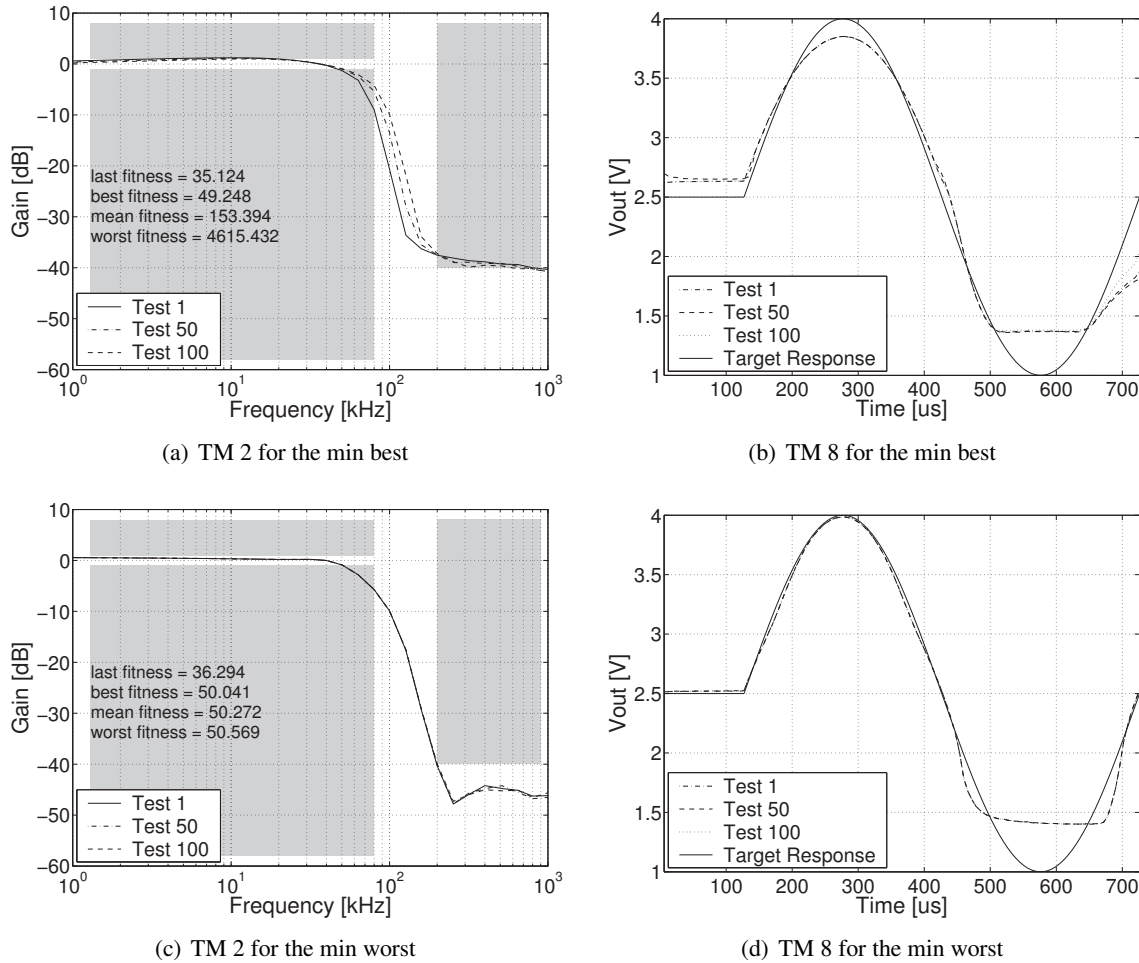 10
0
−10
−20
−30
−40
−50
−60
Gain [dB]
last fitness = 35.124
best fitness = 49.248
mean fitness = 153.394
worst fitness = 4615.432
Test 1
Test 50
Test 100
10^0
10^1
10^2
10^3
Frequency [kHz]
(a) TM 2 for the min best
4
3.5
3
2.5
2
1.5
1
Vout [V]
Test 1
Test 50
Test 100
Target Response
100
200
300
400
500
600
700
Time [us]
(b) TM 8 for the min best
10
0
−10
−20
−30
−40
−50
−60
Gain [dB]
last fitness = 36.294
best fitness = 50.041
mean fitness = 50.272
worst fitness = 50.569
Test 1
Test 50
Test 100
10^0
10^1
10^2
10^3
Frequency [kHz]
(c) TM 2 for the min worst
4
3.5
3
2.5
2
1.5
1
Vout [V]
Test 1
Test 50
Test 100
Target Response
100
200
300
400
500
600
700
Time [us]
(d) TM 8 for the min worst